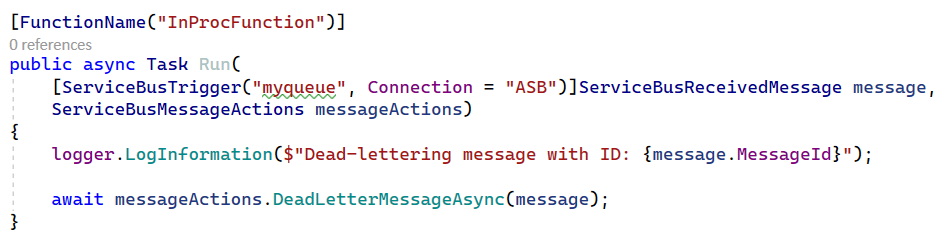 [FunctionName("InProcFunction")]
0 references
public async Task Run(
[ServiceBusTrigger("myqueue", Connection = "ASB")]ServiceBusReceivedMessage message,
ServiceBusMessageActions messageActions)
{
logger.LogInformation($"Dead-lettering message with ID: {message.MessageId}");
await messageActions.DeadLetterMessageAsync(message);
}